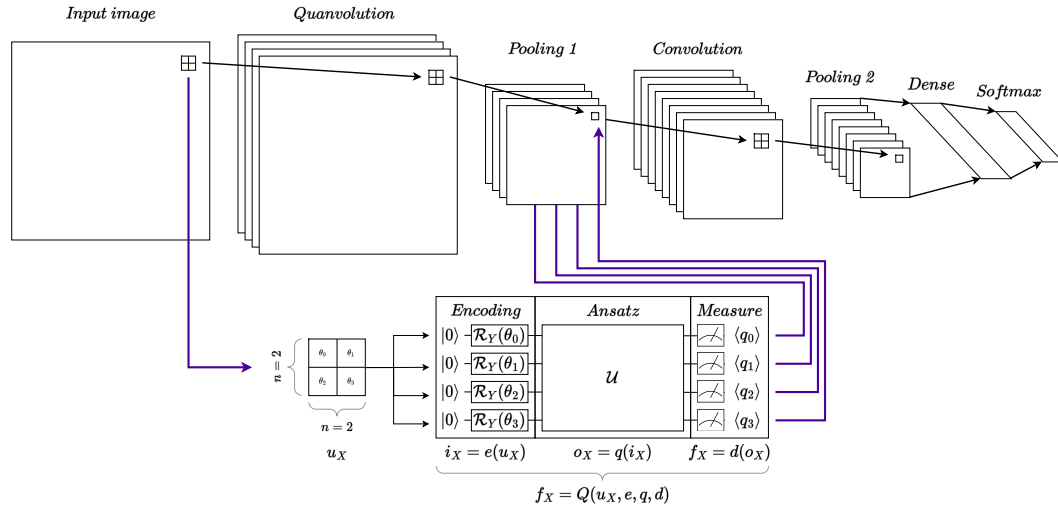 Input image
Quanvolution
Pooling 1
Convolution
Pooling 2
Dense
Softmax
Encoding
Ansatz
Measure
|0⟩ R_Y(θ_0) ⟨q_0⟩
|0⟩ R_Y(θ_1) ⟨q_1⟩
|0⟩ R_Y(θ_2) ⟨q_2⟩
|0⟩ R_Y(θ_3) ⟨q_3⟩
U
n = 2
θ_0 θ_1
θ_2 θ_3
n = 2
u_X
i_X = e(u_X)
o_X = q(i_X)
f_X = d(o_X)
f_X = Q(u_X, e, q, d)